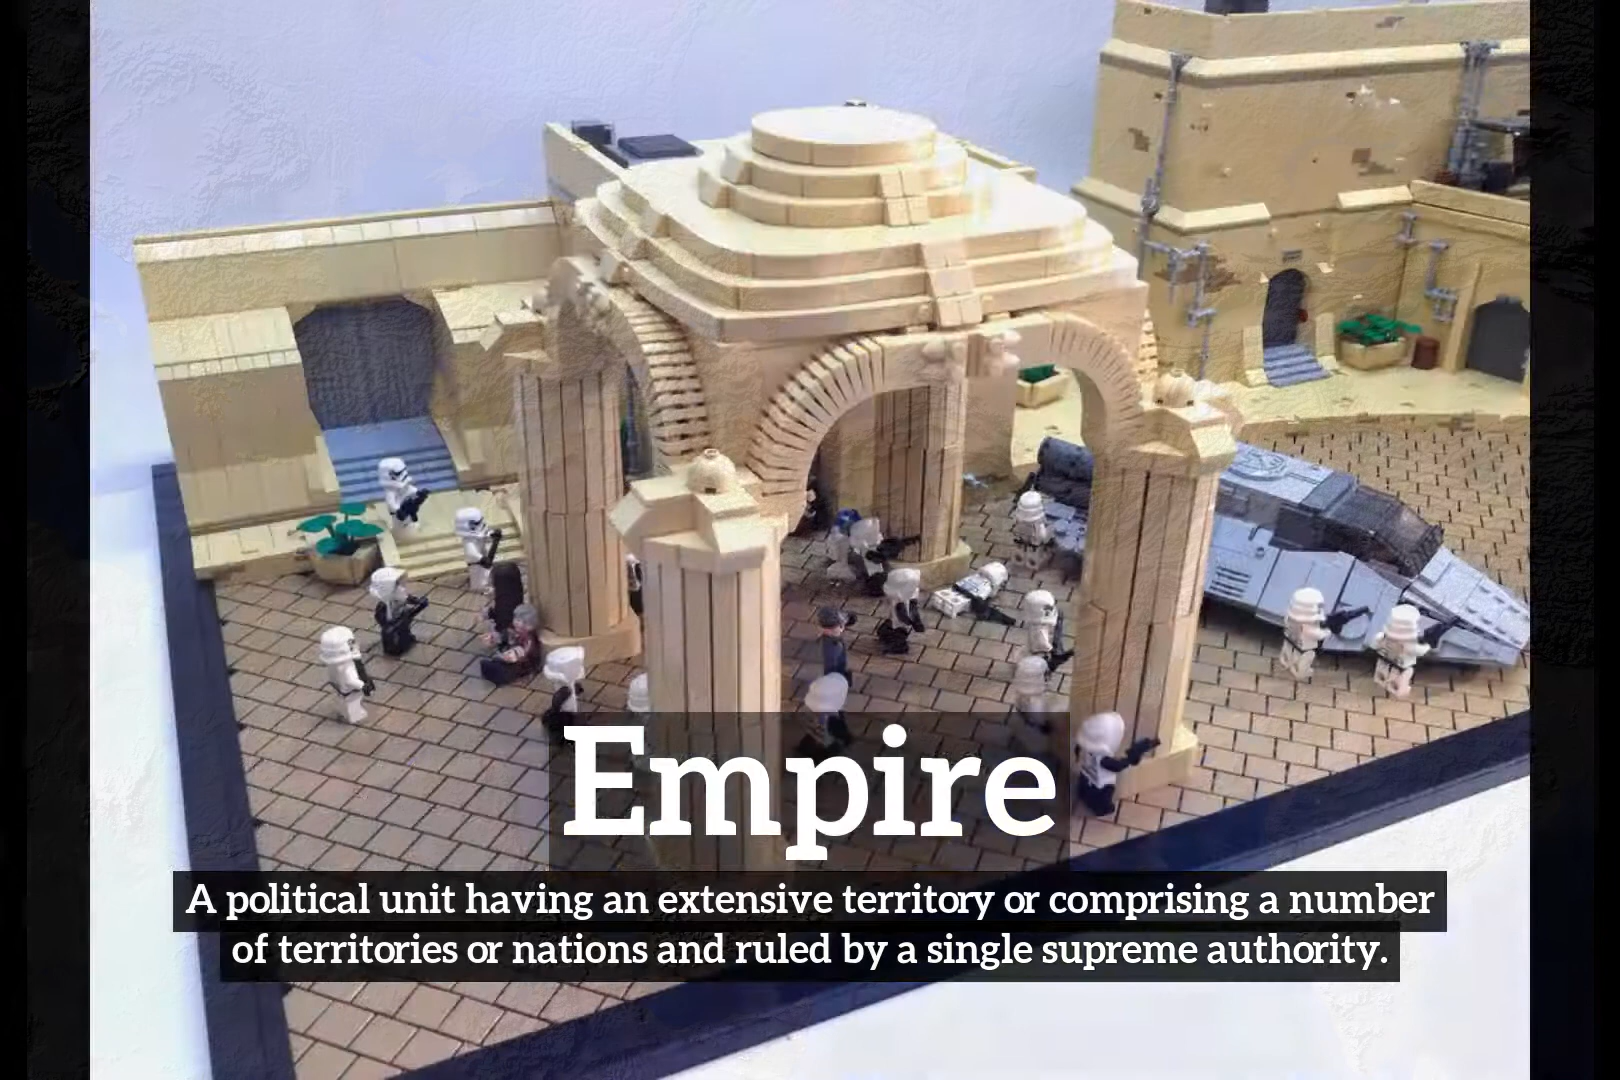 Empire
A political unit having an extensive territory or comprising a number
of territories or nations and ruled by a single supreme authority.